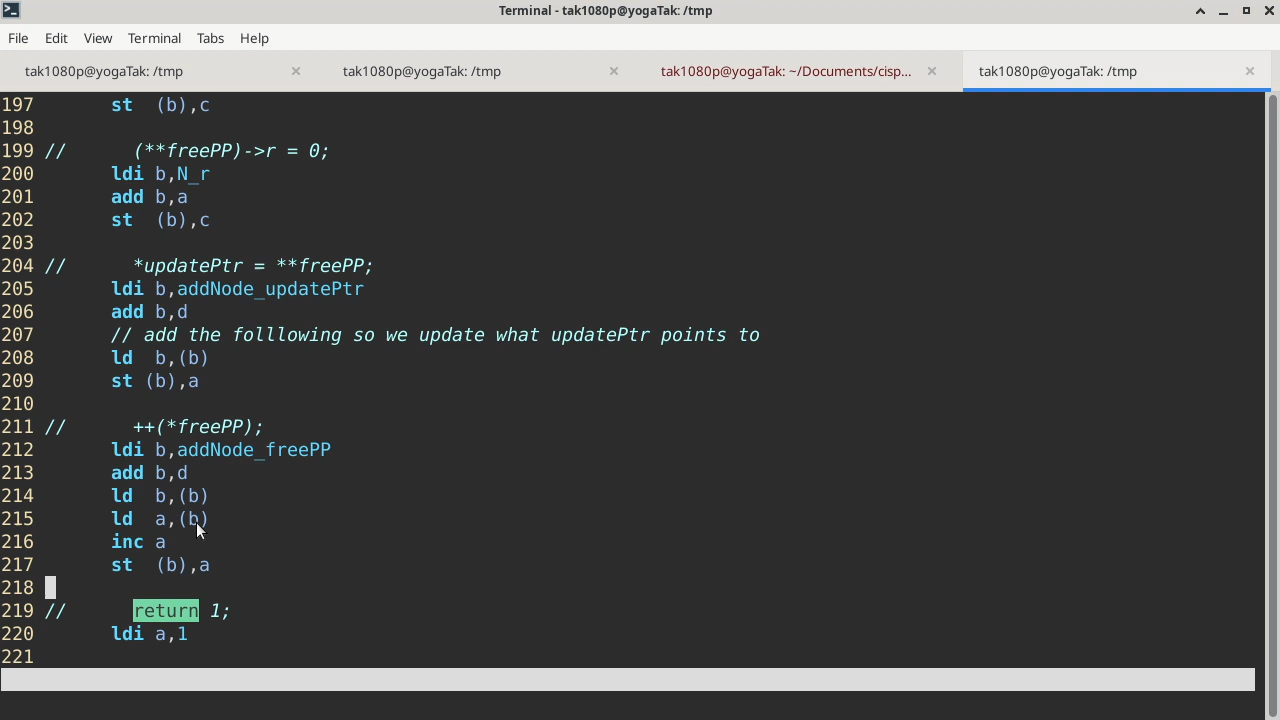 Terminal - tak1080p@yogaTak: /tmp
File Edit View Terminal Tabs Help
tak1080p@yogaTak: /tmp tak1080p@yogaTak: /tmp tak1080p@yogaTak: ~/Documents/cisp... tak1080p@yogaTak: /tmp
197 st (b),c
198
199 // (**freePP)->r = 0;
200 ldi b,N_r
201 add b,a
202 st (b),c
203
204 // *updatePtr = **freePP;
205 ldi b,addNode_updatePtr
206 add b,d
207 // add the folllowing so we update what updatePtr points to
208 ld b,(b)
209 st (b),a
210
211 // ++(*freePP);
212 ldi b,addNode_freePP
213 add b,d
214 ld b,(b)
215 ld a,(b)
216 inc a
217 st (b),a
218
219 // return 1;
220 ldi a,1
221